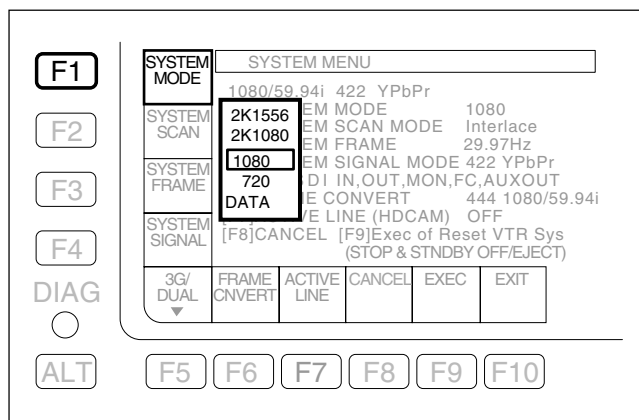 F1
F2
F3
F4
DIAG
ALT
SYSTEM
MODE
SYSTEM
SCAN
SYSTEM
FRAME
SYSTEM
SIGNAL
SYSTEM MENU
1080/59.94i 422 YPbPr
EM MODE 1080
EM SCAN MODE Interlace
EM FRAME 29.97Hz
EM SIGNAL MODE 422 YPbPr
SDI IN,OUT,MON,FC,AUXOUT
E CONVERT 444 1080/59.94i
VE LINE (HDCAM) OFF
[F8]CANCEL [F9]Exec of Reset VTR Sys
(STOP & STNDBY OFF/EJECT)
2K1556
2K1080
1080
720
DATA
3G/
DUAL
FRAME
CNVERT
ACTIVE
LINE
CANCEL
EXEC
EXIT
F5
F6
F7
F8
F9
F10